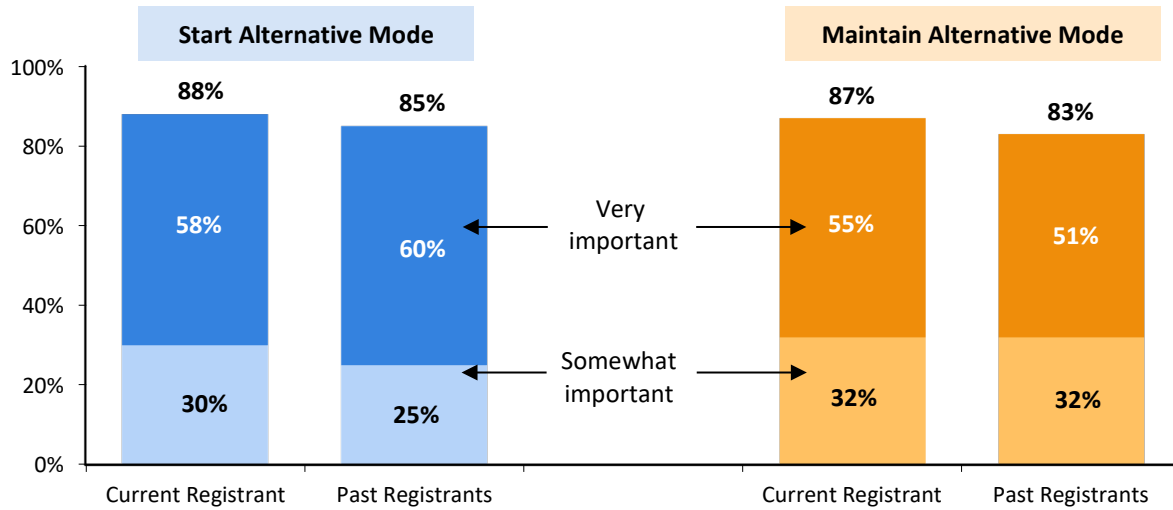 Start Alternative Mode
Maintain Alternative Mode
100%
80%
60%
40%
20%
0%
88%
85%
87%
83%
58%
60%
55%
51%
Very
important
Somewhat
important
30%
25%
32%
32%
Current Registrant
Past Registrants
Current Registrant
Past Registrants